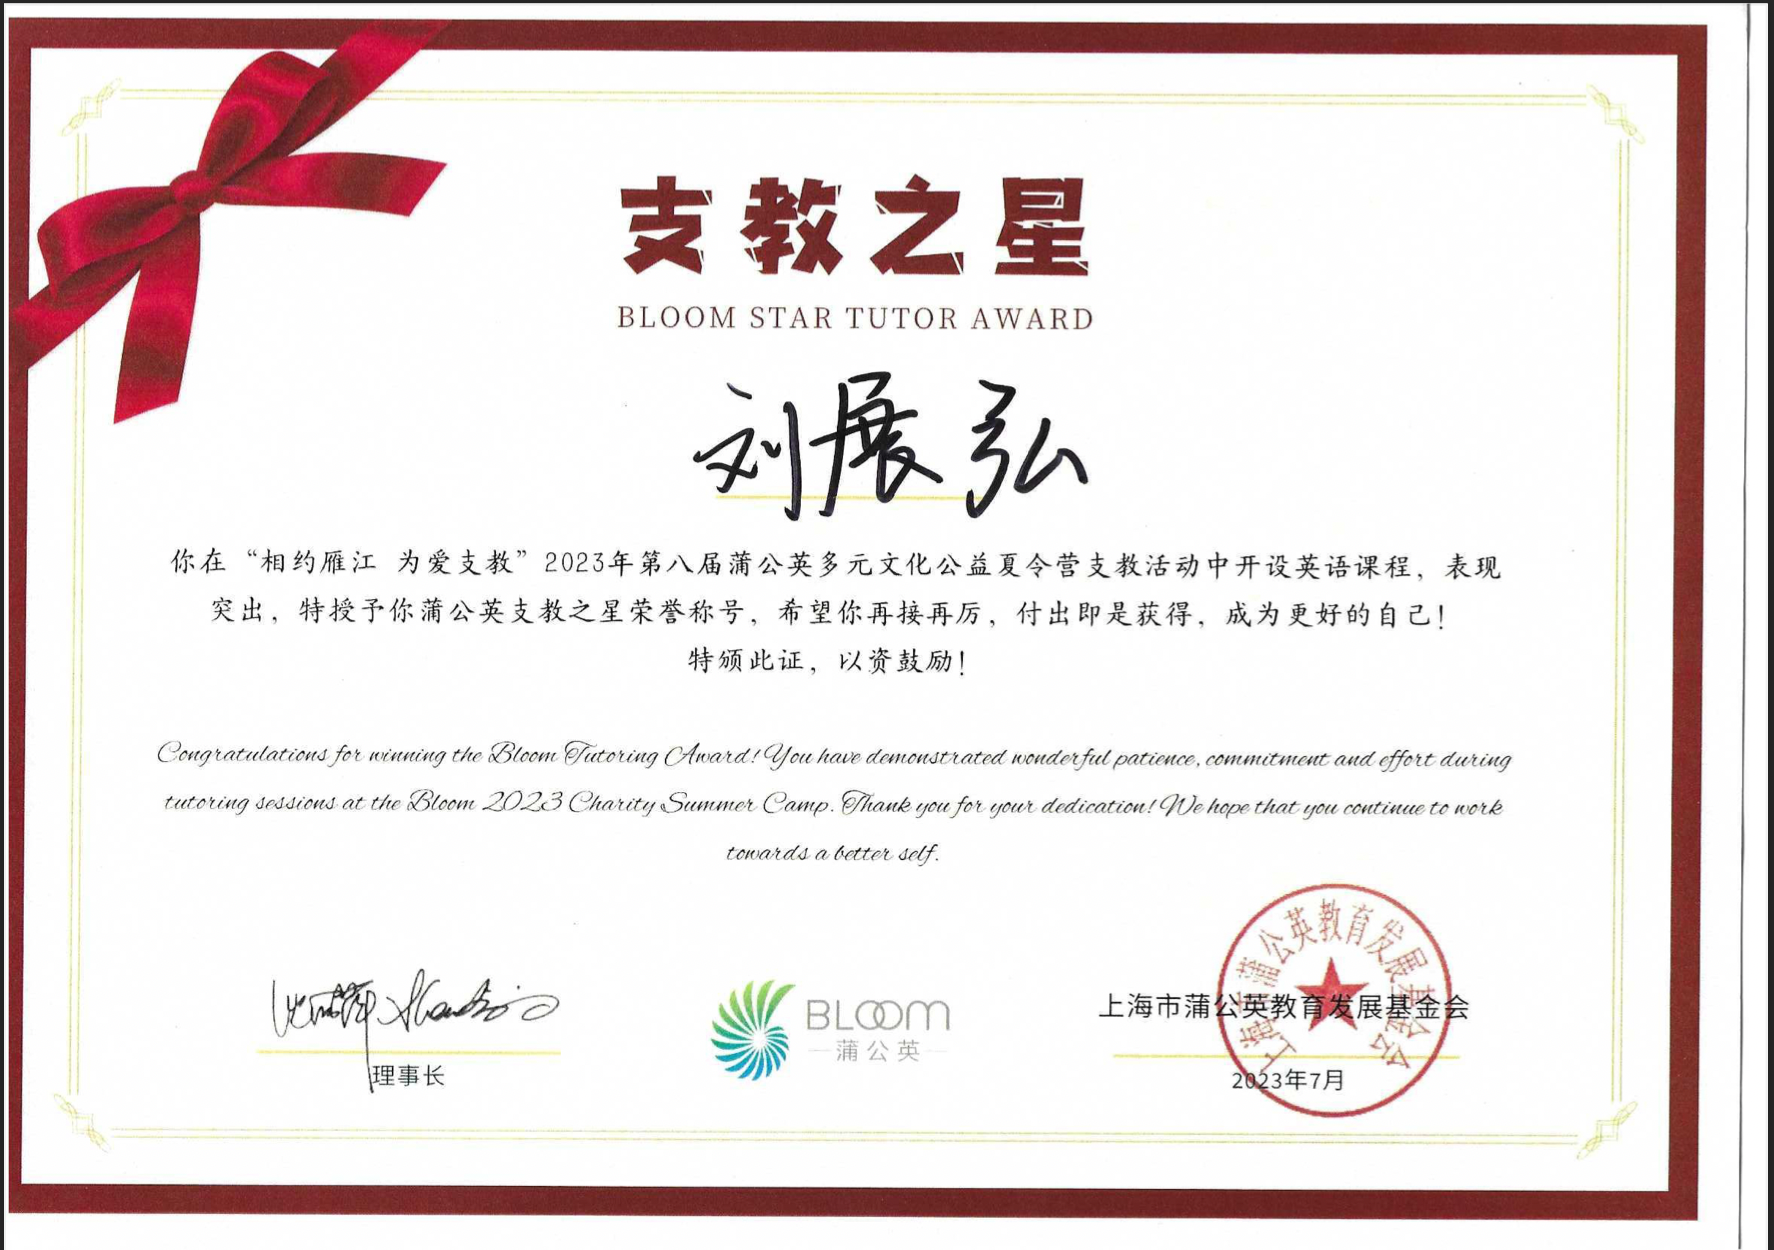 支教之星
BLOOM STAR TUTOR AWARD
刘展弘
你在“相约雁江 为爱支教”2023年第八届蒲公英多元文化公益夏令营支教活动中开设英语课程，表现
突出，特授予你蒲公英支教之星荣誉称号，希望你再接再厉，付出即是获得，成为更好的自己！
特颁此证，以资鼓励！
Congratulations for winning the Bloom Tutoring Award! You have demonstrated wonderful patience, commitment and effort during
tutoring sessions at the Bloom 2023 Charity Summer Camp. Thank you for your dedication! We hope that you continue to work
towards a better self.
理事长
BLOOM
蒲公英
上海市蒲公英教育发展基金会
上海市蒲公英教育发展基金会
2023年7月